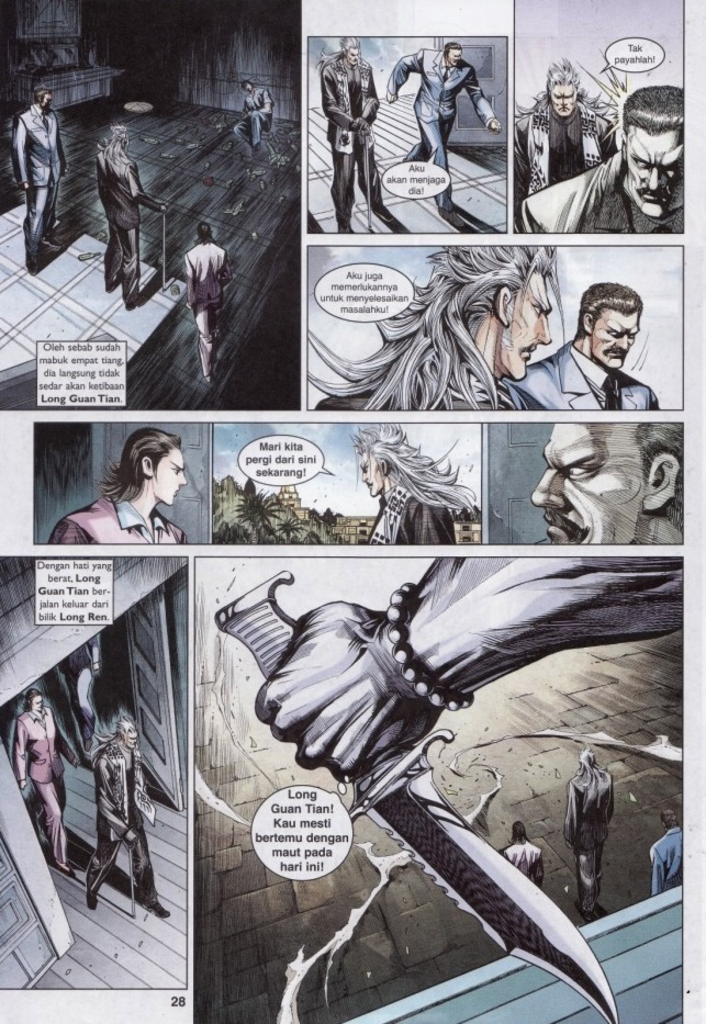 Oleh sebab sudah
mabuk empat tiang,
dia langsung tidak
sedar akan ketibaan
Long Guan Tian.
Aku
akan menjaga
dia!
Tak
payahlah!
Aku juga
memerlukannya
untuk menyelesaikan
masalahku!
Mari kita
pergi dari sini
sekarang!
Dengan hati yang
berat, Long
Guan Tian ber-
jalan keluar dari
bilik Long Ren.
Long
Guan Tian!
Kau mesti
bertemu dengan
maut pada
hari ini!
28